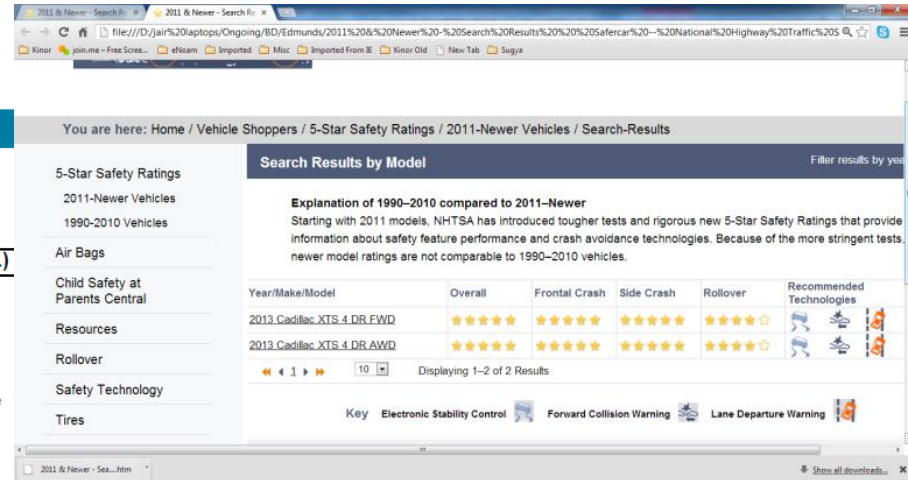 2011 & Newer - Search Re
2011 & Newer - Search Re
file:///D:/jair%20laptops/Ongoing/BD/Edmunds/2011%20&%20Newer%20-%20Search%20Results%20%20%20Safercar%20--%20National%20Highway%20Traffic%20S
Kinor
join.me – Free Scree...
eNoam
Imported
Misc
Imported From IE
Kinor Old
New Tab
Sugya
You are here: Home / Vehicle Shoppers / 5-Star Safety Ratings / 2011-Newer Vehicles / Search-Results
5-Star Safety Ratings
2011-Newer Vehicles
1990-2010 Vehicles
Air Bags
Child Safety at
Parents Central
Resources
Rollover
Safety Technology
Tires
Search Results by Model
Filter results by yea
Explanation of 1990–2010 compared to 2011–Newer
Starting with 2011 models, NHTSA has introduced tougher tests and rigorous new 5-Star Safety Ratings that provide
information about safety feature performance and crash avoidance technologies. Because of the more stringent tests,
newer model ratings are not comparable to 1990–2010 vehicles.
Year/Make/Model Overall Frontal Crash Side Crash Rollover Recommended
Technologies
2013 Cadillac XTS 4 DR FWD
2013 Cadillac XTS 4 DR AWD
1 10 Displaying 1–2 of 2 Results
Key Electronic Stability Control Forward Collision Warning Lane Departure Warning
2011 & Newer - Sea....htm
Show all downloads...